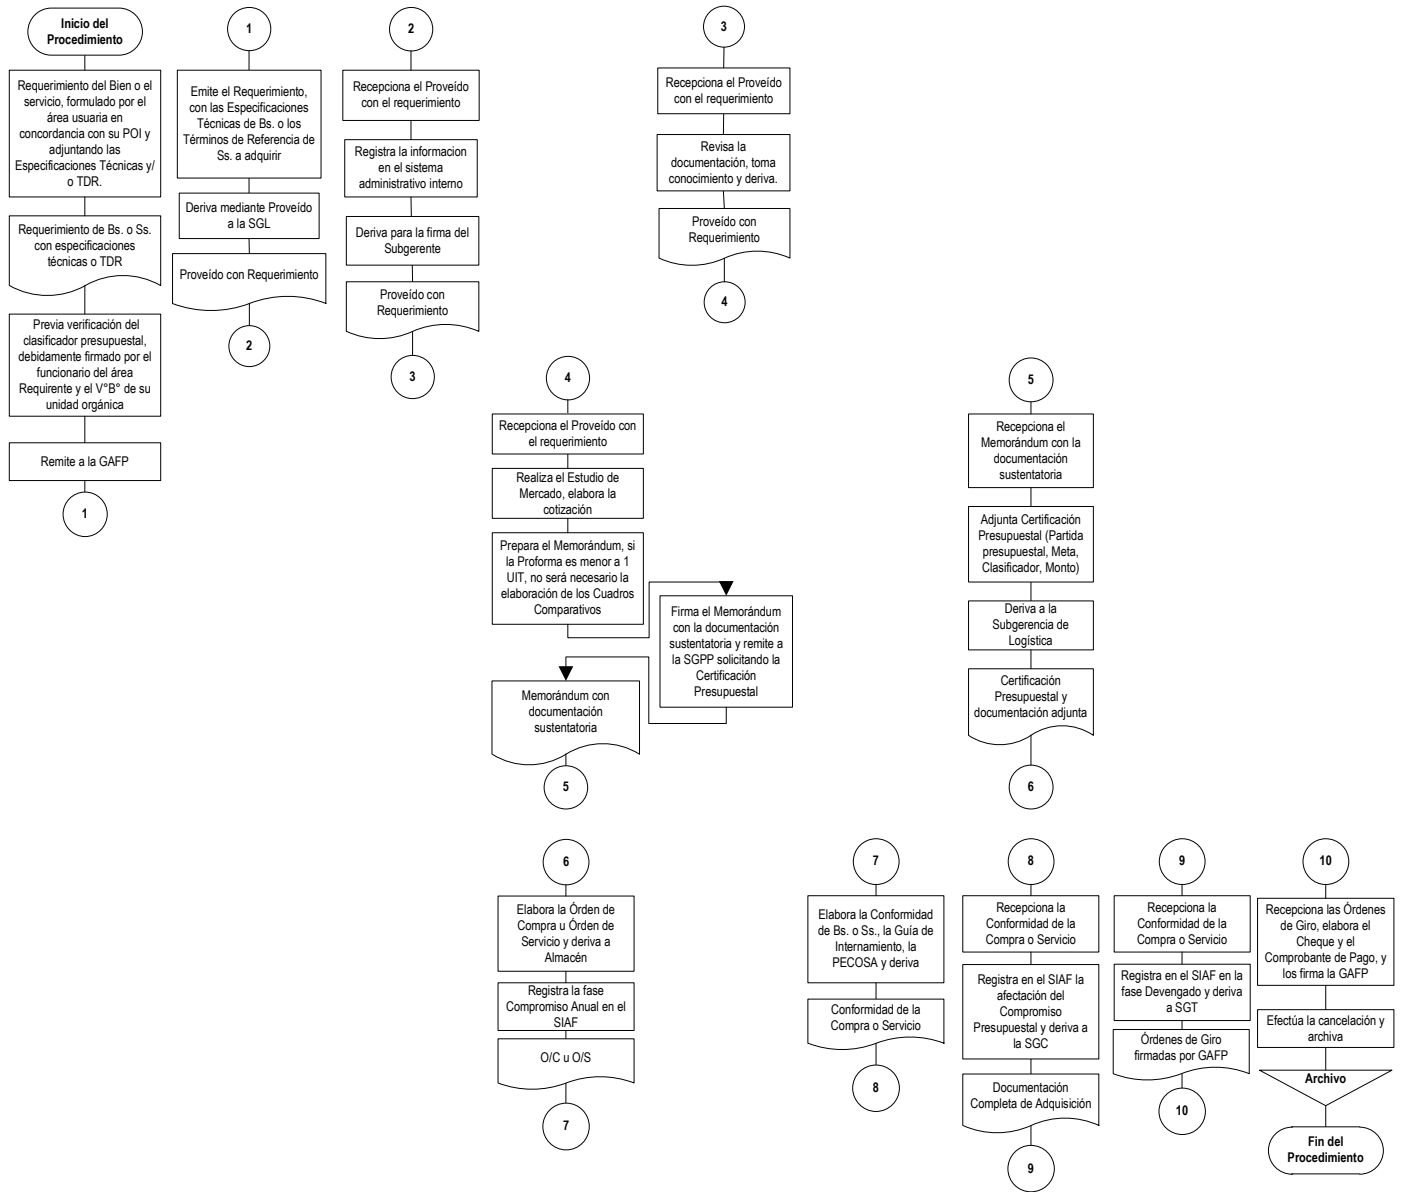 Inicio del
Procedimiento
Requerimiento del Bien o el
servicio, formulado por el
área usuaria en
concordancia con su POI y
adjuntando las
Especificaciones Técnicas y/
o TDR.
Requerimiento de Bs. o Ss.
con especificaciones
técnicas o TDR
Previa verificación del
clasificador presupuestal,
debidamente firmado por el
funcionario del área
Requirente y el V°B° de su
unidad orgánica
Remite a la GAFP
1
1
Emite el Requerimiento,
con las Especificaciones
Técnicas de Bs. o los
Términos de Referencia de
Ss. a adquirir
Deriva mediante Proveído
a la SGL
Proveído con Requerimiento
2
2
Recepciona el Proveído
con el requerimiento
Registra la informacion
en el sistema
administrativo interno
Deriva para la firma del
Subgerente
Proveído con
Requerimiento
3
3
Recepciona el Proveído
con el requerimiento
Revisa la
documentación, toma
conocimiento y deriva.
Proveído con
Requerimiento
4
4
Recepciona el Proveído con
el requerimiento
Realiza el Estudio de
Mercado, elabora la
cotización
Prepara el Memorándum, si
la Proforma es menor a 1
UIT, no será necesario la
elaboración de los Cuadros
Comparativos
Firma el Memorándum
con la documentación
sustentatoria y remite a
la SGPP solicitando la
Certificación
Presupuestal
Memorándum con
documentación
sustentatoria
5
5
Recepciona el
Memorándum con la
documentación
sustentatoria
Adjunta Certificación
Presupuestal (Partida
presupuestal, Meta,
Clasificador, Monto)
Deriva a la
Subgerencia de
Logística
Certificación
Presupuestal y
documentación adjunta
6
6
Elabora la Órden de
Compra u Órden de
Servicio y deriva a
Almacén
Registra la fase
Compromiso Anual en el
SIAF
O/C u O/S
7
7
Elabora la Conformidad
de Bs. o Ss., la Guía de
Internamiento, la
PECOSA y deriva
Conformidad de la
Compra o Servicio
8
8
Recepciona la
Conformidad de la
Compra o Servicio
Registra en el SIAF la
afectación del
Compromiso
Presupuestal y deriva a
la SGC
Documentación
Completa de Adquisición
9
9
Recepciona la
Conformidad de la
Compra o Servicio
Registra en el SIAF en la
fase Devengado y deriva
a SGT
Órdenes de Giro
firmadas por GAFP
10
10
Recepciona las Órdenes
de Giro, elabora el
Cheque y el
Comprobante de Pago, y
los firma la GAFP
Efectúa la cancelación y
archiva
Archivo
Fin del
Procedimiento